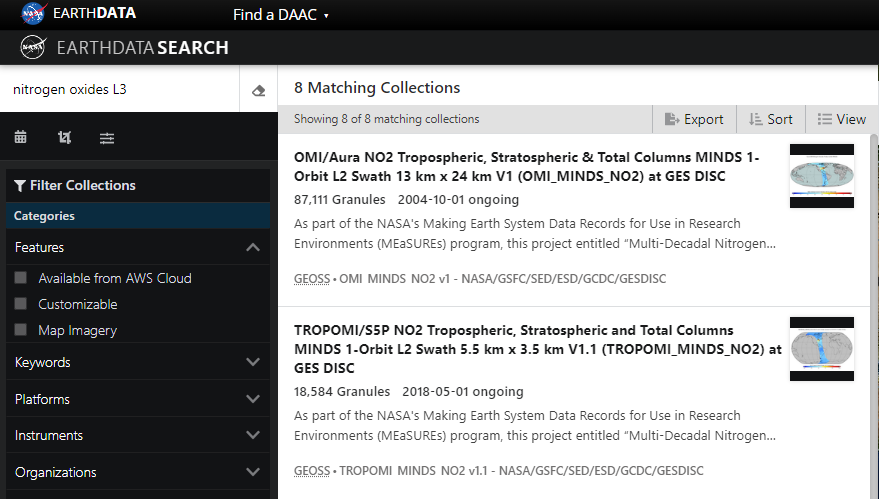 EARTHDATA Find a DAAC
NASA EARTHDATA SEARCH
nitrogen oxides L3
8 Matching Collections
Showing 8 of 8 matching collections Export Sort View
Filter Collections
Categories
Features
Available from AWS Cloud
Customizable
Map Imagery
Keywords
Platforms
Instruments
Organizations
OMI/Aura NO2 Tropospheric, Stratospheric & Total Columns MINDS 1-
Orbit L2 Swath 13 km x 24 km V1 (OMI_MINDS_NO2) at GES DISC
87,111 Granules 2004-10-01 ongoing
As part of the NASA's Making Earth System Data Records for Use in Research
Environments (MEaSUREs) program, this project entitled “Multi-Decadal Nitrogen...
GEOSS • OMI_MINDS_NO2 v1 - NASA/GSFC/SED/ESD/GCDC/GESDISC
TROPOMI/S5P NO2 Tropospheric, Stratospheric and Total Columns
MINDS 1-Orbit L2 Swath 5.5 km x 3.5 km V1.1 (TROPOMI_MINDS_NO2) at
GES DISC
18,584 Granules 2018-05-01 ongoing
As part of the NASA's Making Earth System Data Records for Use in Research
Environments (MEaSUREs) program, this project entitled “Multi-Decadal Nitrogen...
GEOSS • TROPOMI_MINDS_NO2 v1.1 - NASA/GSFC/SED/ESD/GCDC/GESDISC